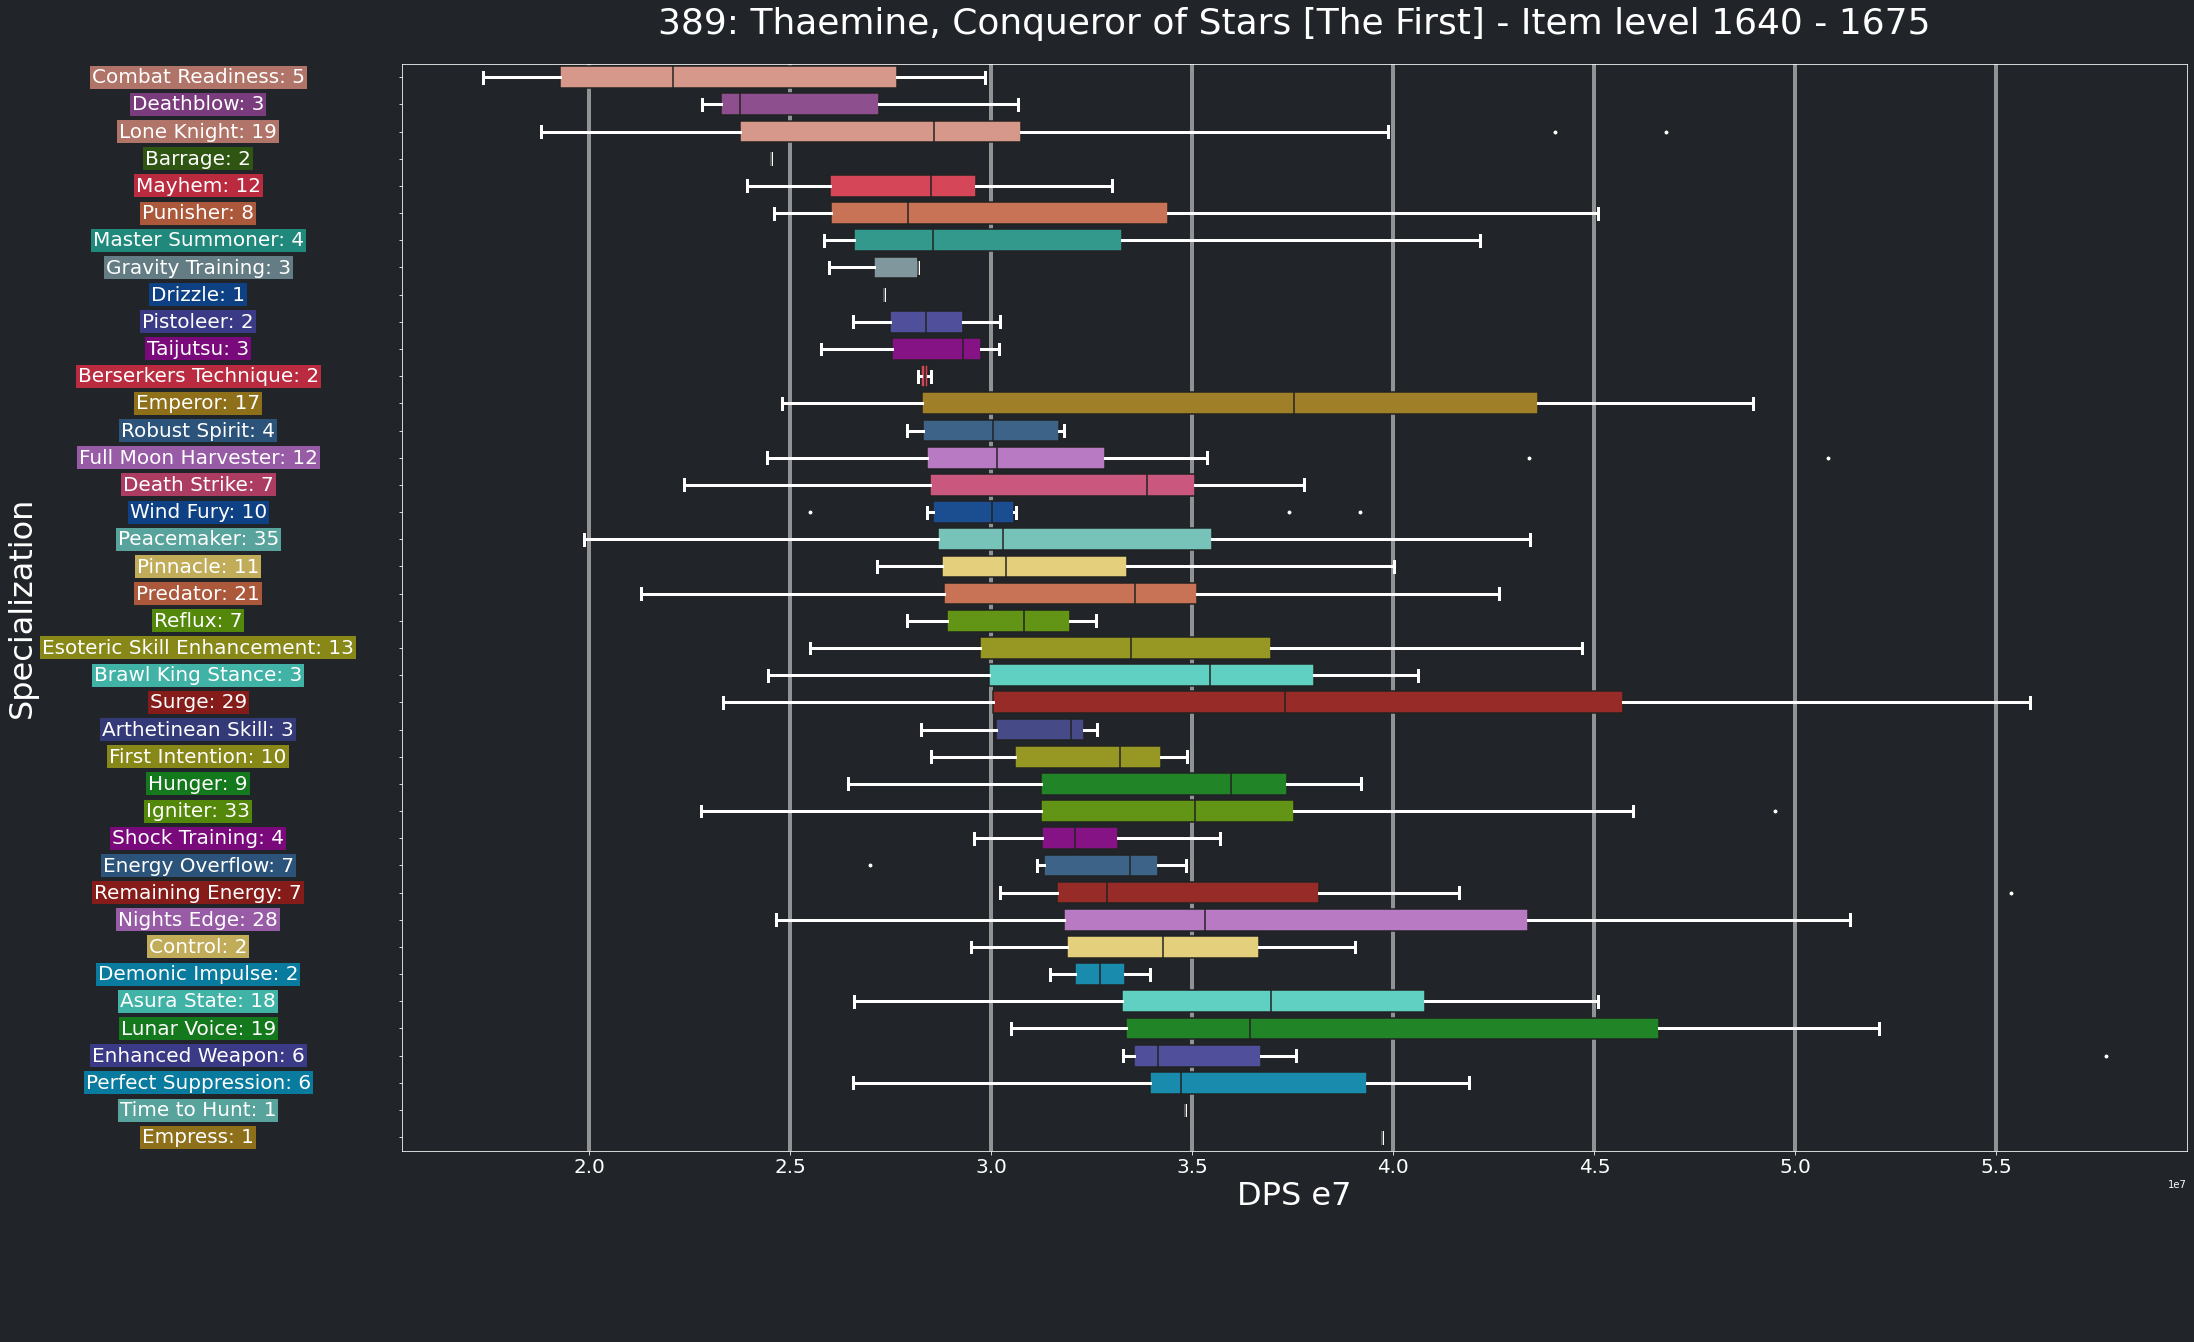 389: Thaemine, Conqueror of Stars [The First] - Item level 1640 - 1675
Combat Readiness: 5
Deathblow: 3
Lone Knight: 19
Barrage: 2
Mayhem: 12
Punisher: 8
Master Summoner: 4
Gravity Training: 3
Drizzle: 1
Pistoleer: 2
Taijutsu: 3
Berserkers Technique: 2
Emperor: 17
Robust Spirit: 4
Full Moon Harvester: 12
Death Strike: 7
Wind Fury: 10
Peacemaker: 35
Pinnacle: 11
Predator: 21
Reflux: 7
Esoteric Skill Enhancement: 13
Brawl King Stance: 3
Surge: 29
Arthetinean Skill: 3
First Intention: 10
Hunger: 9
Igniter: 33
Shock Training: 4
Energy Overflow: 7
Remaining Energy: 7
Nights Edge: 28
Control: 2
Demonic Impulse: 2
Asura State: 18
Lunar Voice: 19
Enhanced Weapon: 6
Perfect Suppression: 6
Time to Hunt: 1
Empress: 1
Specialization
2.0 2.5 3.0 3.5 4.0 4.5 5.0 5.5
DPS e7
1e7